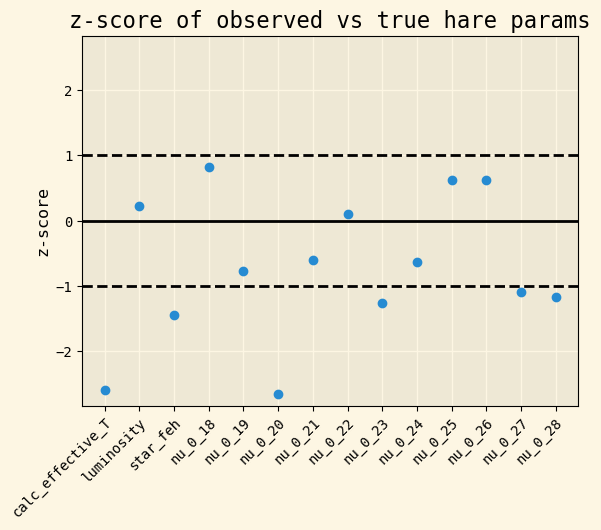 z-score of observed vs true hare params
z-score
2
1
0
−1
−2
calc_effective_T
luminosity
star_feh
nu_0_18
nu_0_19
nu_0_20
nu_0_21
nu_0_22
nu_0_23
nu_0_24
nu_0_25
nu_0_26
nu_0_27
nu_0_28